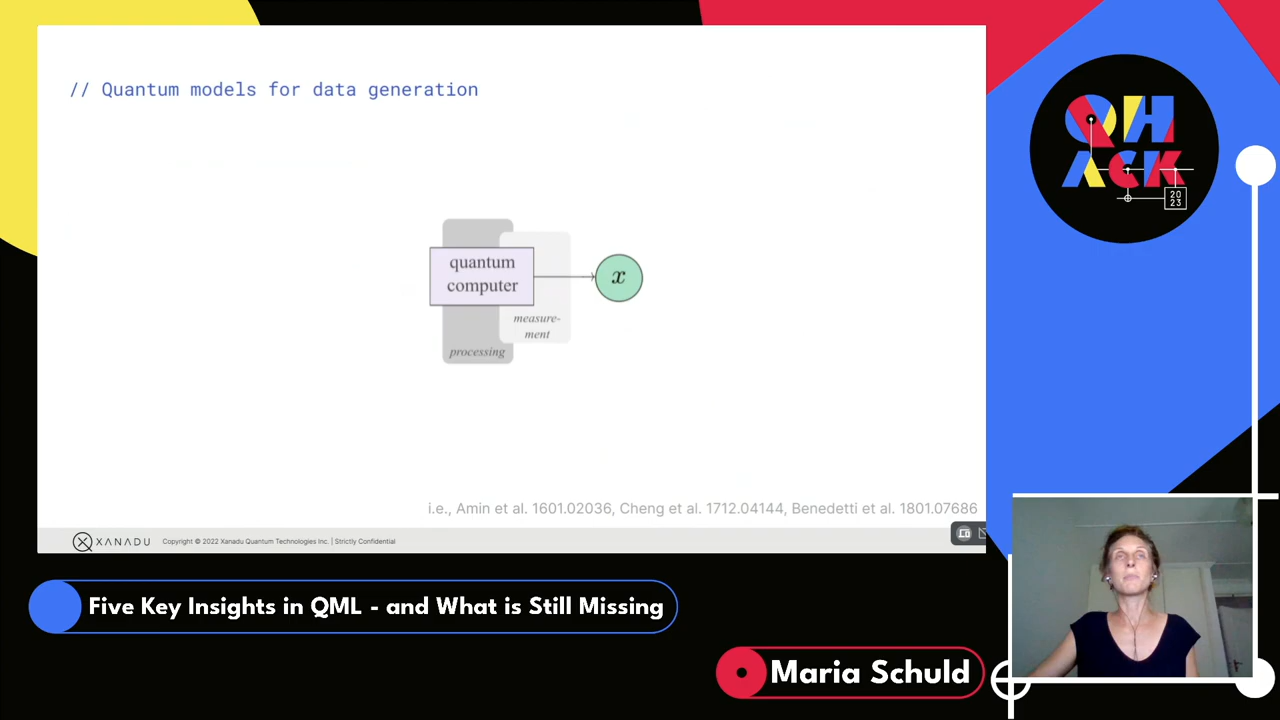 // Quantum models for data generation
quantum
computer
x
measure-
ment
processing
i.e., Amin et al. 1601.02036, Cheng et al. 1712.04144, Benedetti et al. 1801.07686
XANADU
Copyright © 2022 Xanadu Quantum Technologies Inc. | Strictly Confidential
QH
ACK
20
23
Five Key Insights in QML - and What is Still Missing
Maria Schuld